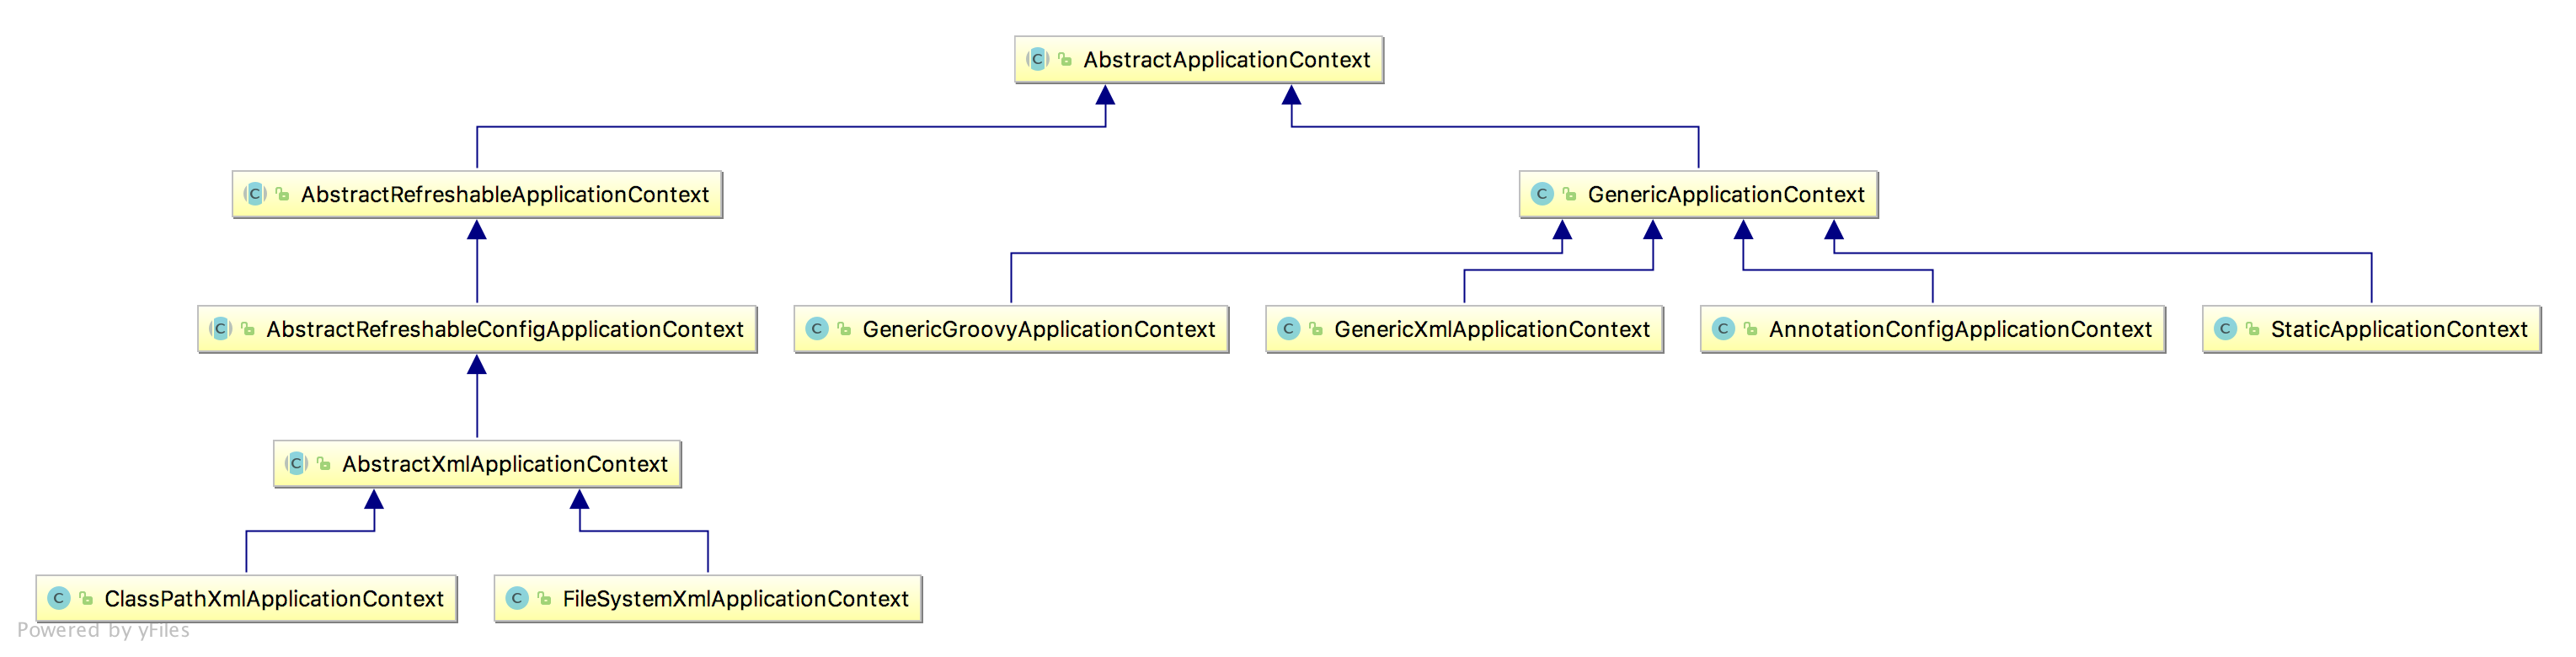 C AbstractApplicationContext
C AbstractRefreshableApplicationContext
C GenericApplicationContext
C AbstractRefreshableConfigApplicationContext
C GenericGroovyApplicationContext
C GenericXmlApplicationContext
C AnnotationConfigApplicationContext
C StaticApplicationContext
C AbstractXmlApplicationContext
C ClassPathXmlApplicationContext
C FileSystemXmlApplicationContext
Powered by yFiles